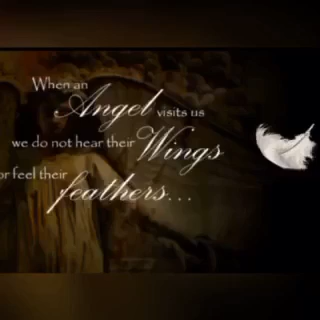 When an
Angel visits us
we do not hear their Wings
or feel their
feathers...